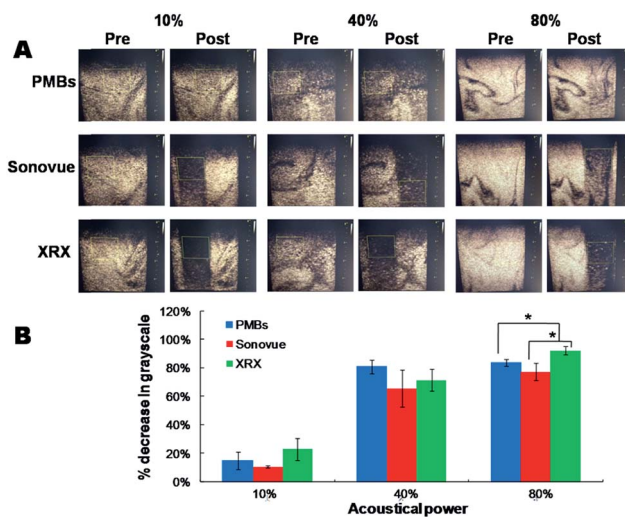 10% 40% 80%
A Pre Post Pre Post Pre Post
PMBs
Sonovue
XRX
B
% decrease in grayscale
120%
100%
80%
60%
40%
20%
0%
PMBs
Sonovue
XRX
*
*
10% 40% 80%
Acoustical power